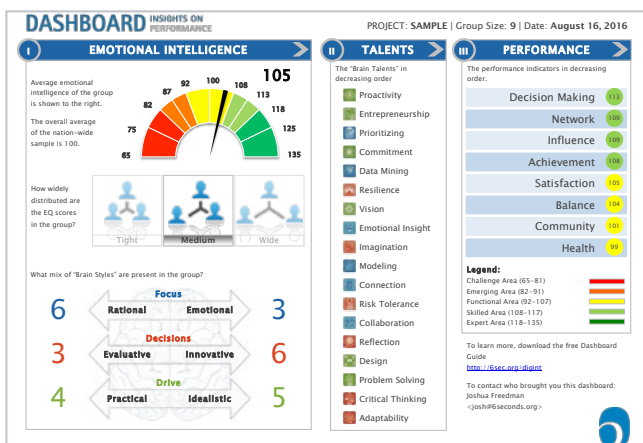 DASHBOARD INSIGHTS ON
PERFORMANCE
PROJECT: SAMPLE | Group Size: 9 | Date: August 16, 2016
I
EMOTIONAL INTELLIGENCE
Average emotional
intelligence of the group
is shown to the right.
The overall average
of the nation-wide
sample is 100.
65
75
82
87
92
100
108
113
118
125
135
105
How widely
distributed are
the EQ scores
in the group?
Tight
Medium
Wide
What mix of "Brain Styles" are present in the group?
Focus
6 Rational Emotional 3
Decisions
3 Evaluative Innovative 6
Drive
4 Practical Idealistic 5
II
TALENTS
The "Brain Talents" in
decreasing order
Proactivity
Entrepreneurship
Prioritizing
Commitment
Data Mining
Resilience
Vision
Emotional Insight
Imagination
Modeling
Connection
Risk Tolerance
Collaboration
Reflection
Design
Problem Solving
Critical Thinking
Adaptability
III
PERFORMANCE
The performance indicators in decreasing
order.
Decision Making 113
Network 109
Influence 109
Achievement 108
Satisfaction 105
Balance 104
Community 101
Health 99
Legend:
Challenge Area (65-81)
Emerging Area (82-91)
Functional Area (92-107)
Skilled Area (108-117)
Expert Area (118-135)
To learn more, download the free Dashboard
Guide
http://6sec.org/digint
To contact who brought you this dashboard:
Joshua Freedman
<josh@6seconds.org>